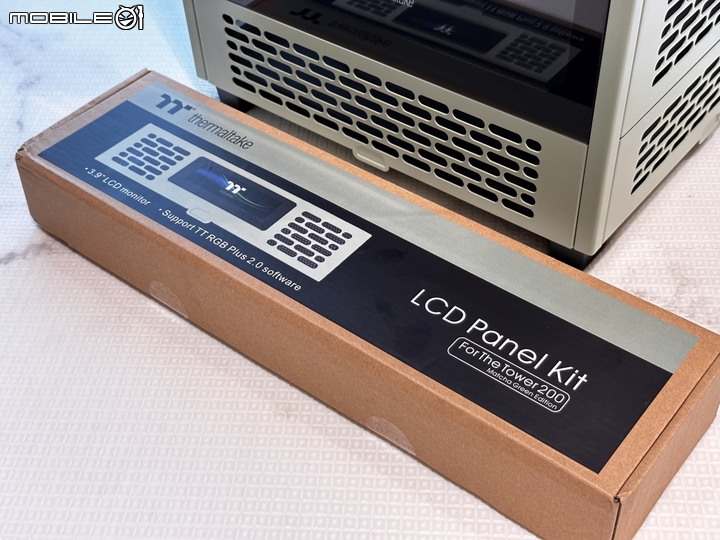 MOBILE01
thermaltake
• 3.9" LCD monitor
• Support TT RGB Plus 2.0 software
LCD Panel Kit
For The Tower 200
Matcha Green Edition